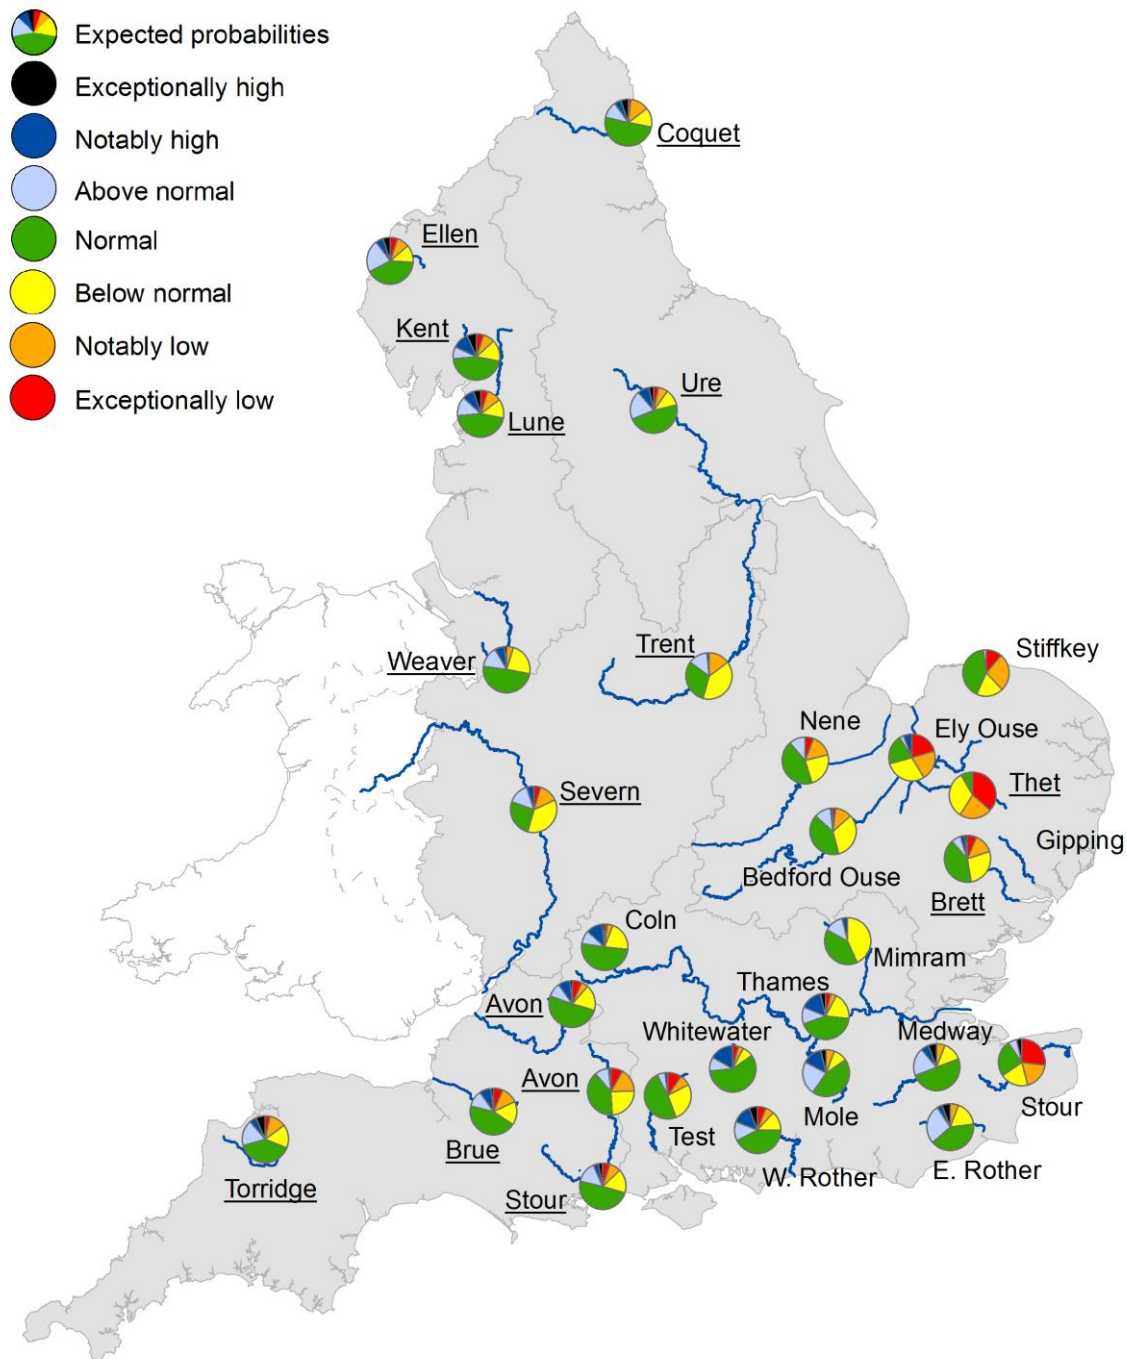 Expected probabilities
Exceptionally high
Notably high
Above normal
Normal
Below normal
Notably low
Exceptionally low
Coquet
Ellen
Kent
Lune
Ure
Weaver
Trent
Stiffkey
Nene
Ely Ouse
Severn
Thet
Gipping
Bedford Ouse
Brett
Coln
Mimram
Thames
Avon
Whitewater
Medway
Avon
Mole
Stour
Brue
Test
W. Rother
E. Rother
Torridge
Stour